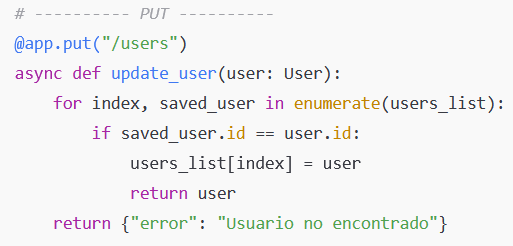 # ---------- PUT ----------
@app.put("/users")
async def update_user(user: User):
    for index, saved_user in enumerate(users_list):
        if saved_user.id == user.id:
            users_list[index] = user
            return user
    return {"error": "Usuario no encontrado"}